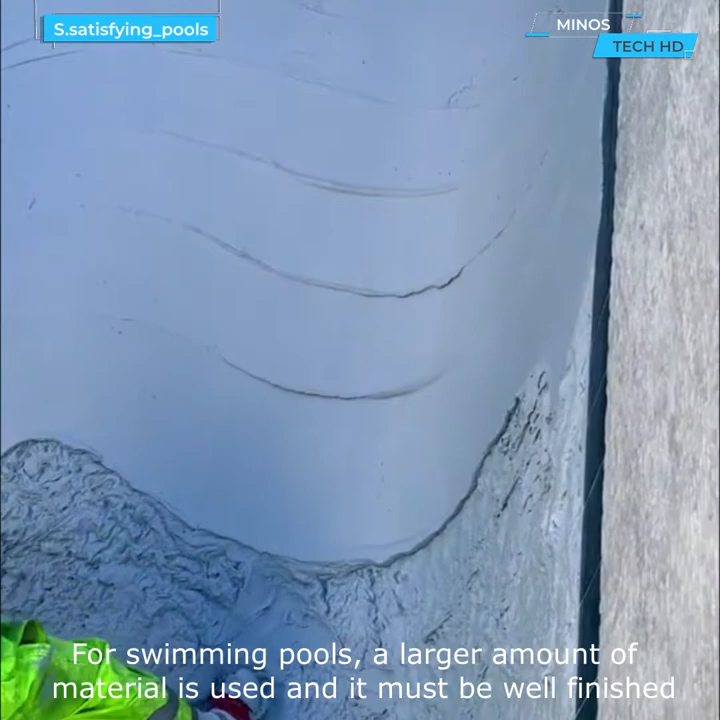 S.satisfying_pools
MINOS
TECH HD
For swimming pools, a larger amount of
material is used and it must be well finished